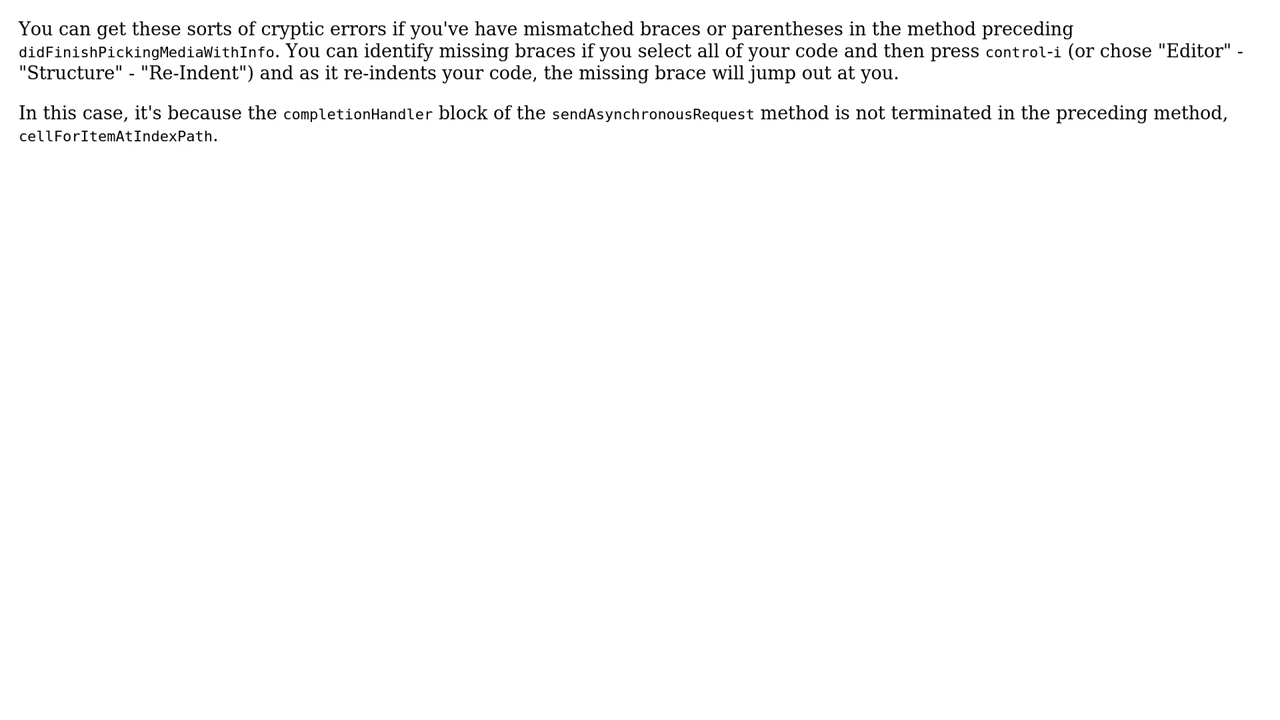 You can get these sorts of cryptic errors if you've have mismatched braces or parentheses in the method preceding
didFinishPickingMediaWithInfo. You can identify missing braces if you select all of your code and then press control-i (or chose "Editor" -
"Structure" - "Re-Indent") and as it re-indents your code, the missing brace will jump out at you.
In this case, it's because the completionHandler block of the sendAsynchronousRequest method is not terminated in the preceding method,
cellForItemAtIndexPath.